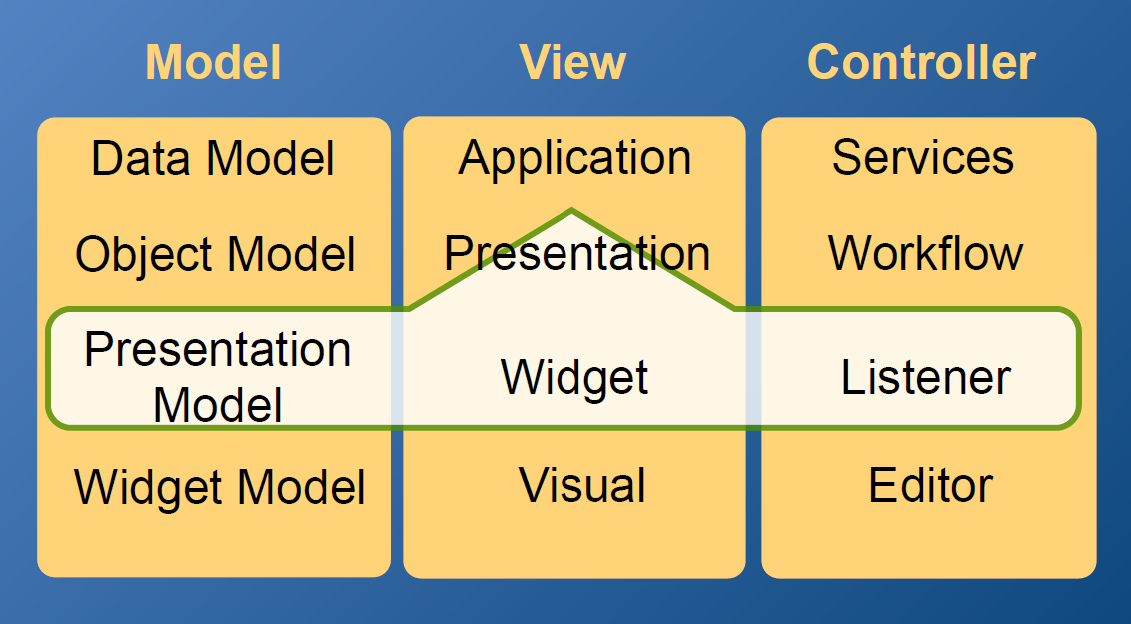 Model
View
Controller
Data Model
Application
Services
Object Model
Presentation
Workflow
Presentation
Model
Widget
Listener
Widget Model
Visual
Editor